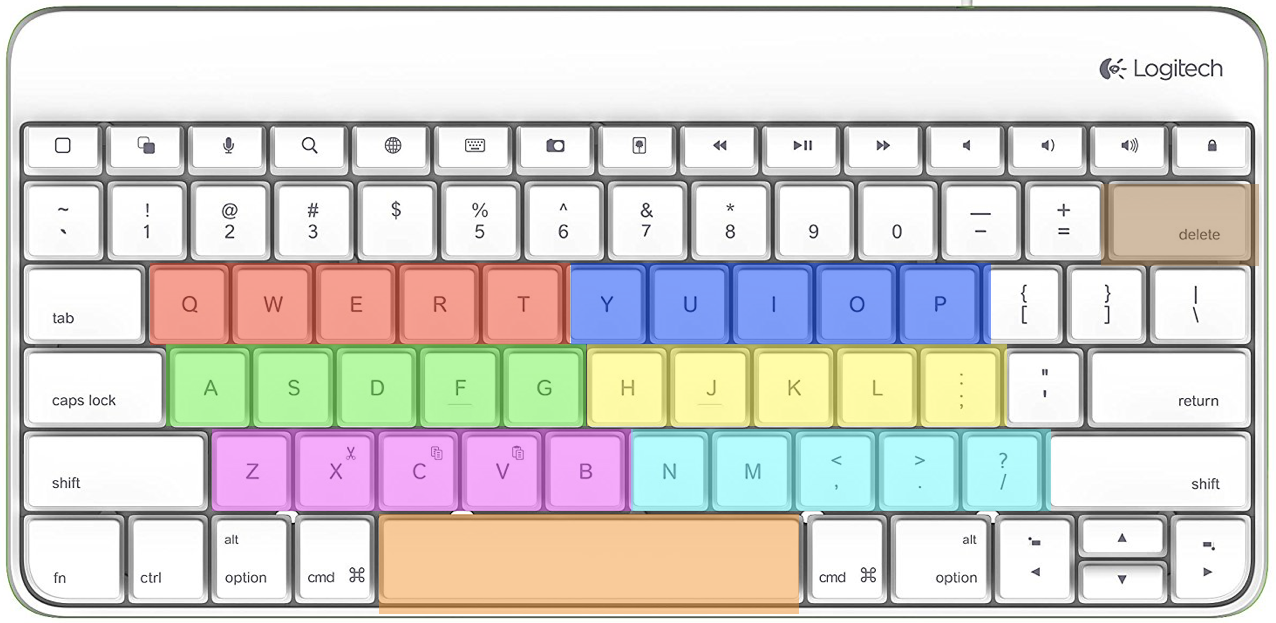 Logitech
~ ! @ # $ % ^ & * — +
` 1 2 3 5 6 7 8 9 0 – = delete
tab Q W E R T Y U I O P { [ } ] | \
caps lock A S D F G H J K L : ; " ' return
shift Z X C V B N M < , > . ? / shift
fn ctrl alt option cmd ⌘ cmd ⌘ alt option